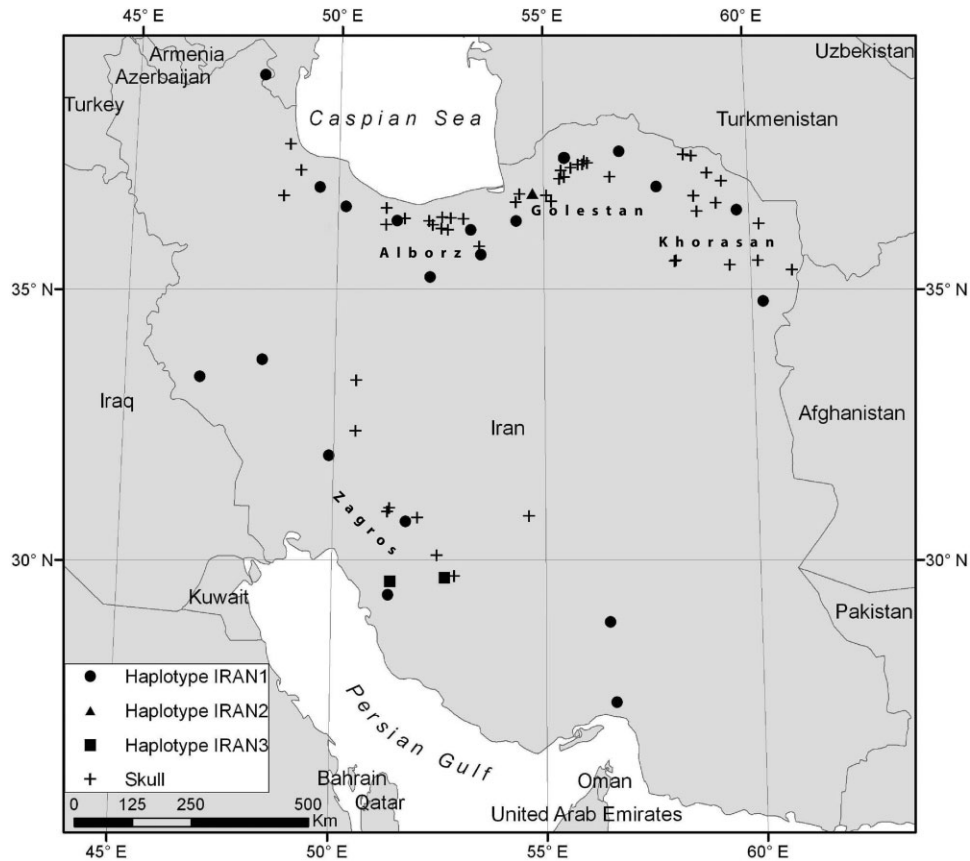 45° E 50° E 55° E 60° E
Armenia
Azerbaijan
Uzbekistan
Turkey
Caspian Sea
Turkmenistan
Golestan
Alborz
Khorasan
35° N 35° N
Iraq
Iran
Afghanistan
Zagros
30° N 30° N
Kuwait
Pakistan
Haplotype IRAN1
Haplotype IRAN2
Haplotype IRAN3
Skull
Persian Gulf
Bahrain
Qatar
Oman
United Arab Emirates
0 125 250 500
Km
45° E 50° E 55° E 60° E